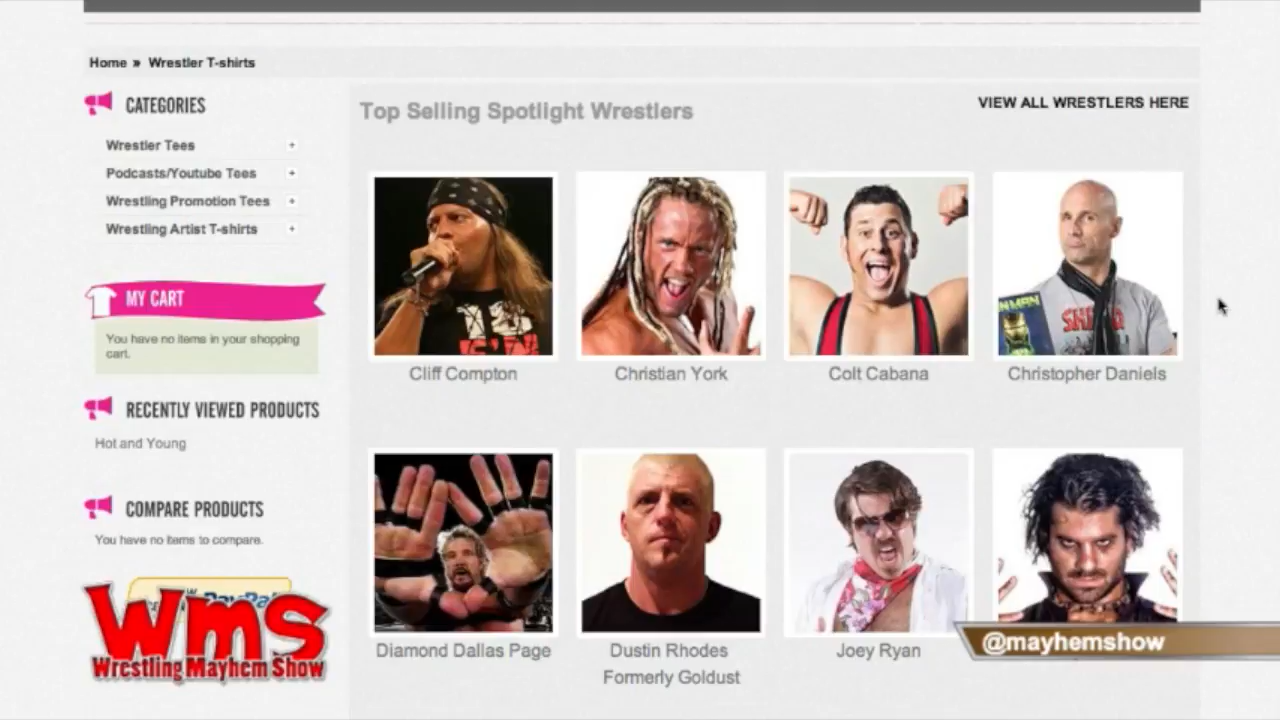 Home » Wrestler T-shirts
CATEGORIES
Wrestler Tees
Podcasts/Youtube Tees
Wrestling Promotion Tees
Wrestling Artist T-shirts
MY CART
You have no items in your shopping
cart.
RECENTLY VIEWED PRODUCTS
Hot and Young
COMPARE PRODUCTS
You have no items to compare.
PayPal
wms
Wrestling Mayhem Show
Top Selling Spotlight Wrestlers
VIEW ALL WRESTLERS HERE
Cliff Compton
Christian York
Colt Cabana
Christopher Daniels
Diamond Dallas Page
Dustin Rhodes
Formerly Goldust
Joey Ryan
@mayhemshow